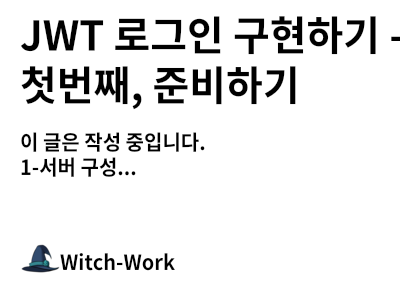 JWT 로그인 구현하기 -
첫번째, 준비하기
이 글은 작성 중입니다.
1-서버 구성...
Witch-Work